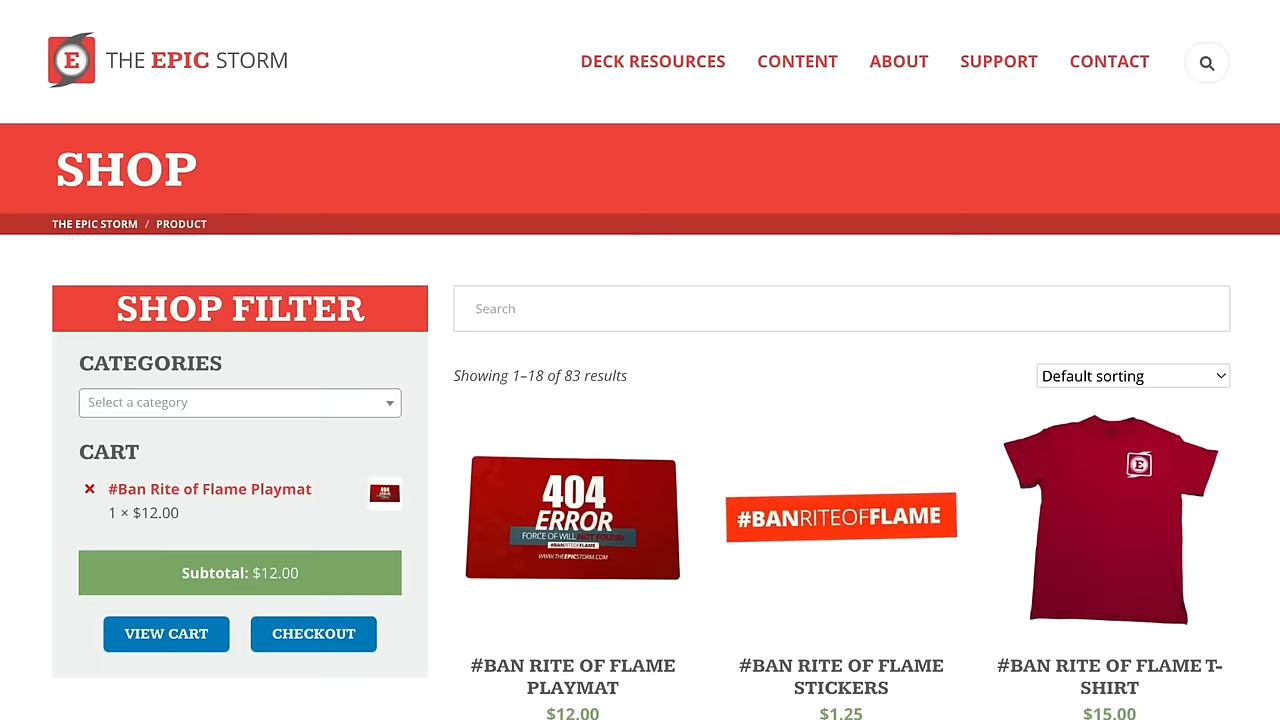 E THE EPIC STORM
DECK RESOURCES CONTENT ABOUT SUPPORT CONTACT
SHOP
THE EPIC STORM / PRODUCT
SHOP FILTER
CATEGORIES
Select a category
CART
× #Ban Rite of Flame Playmat
1 × $12.00
404
ERROR
Subtotal: $12.00
VIEW CART CHECKOUT
Search
Showing 1–18 of 83 results
Default sorting
404
ERROR
FORCE OF WILL NOT FOUND
#BANRITEOFFLAME
WWW.THEEPICSTORM.COM
#BANRITEOFFLAME
E
#BAN RITE OF FLAME
PLAYMAT
$12.00
#BAN RITE OF FLAME
STICKERS
$1.25
#BAN RITE OF FLAME T-
SHIRT
$15.00